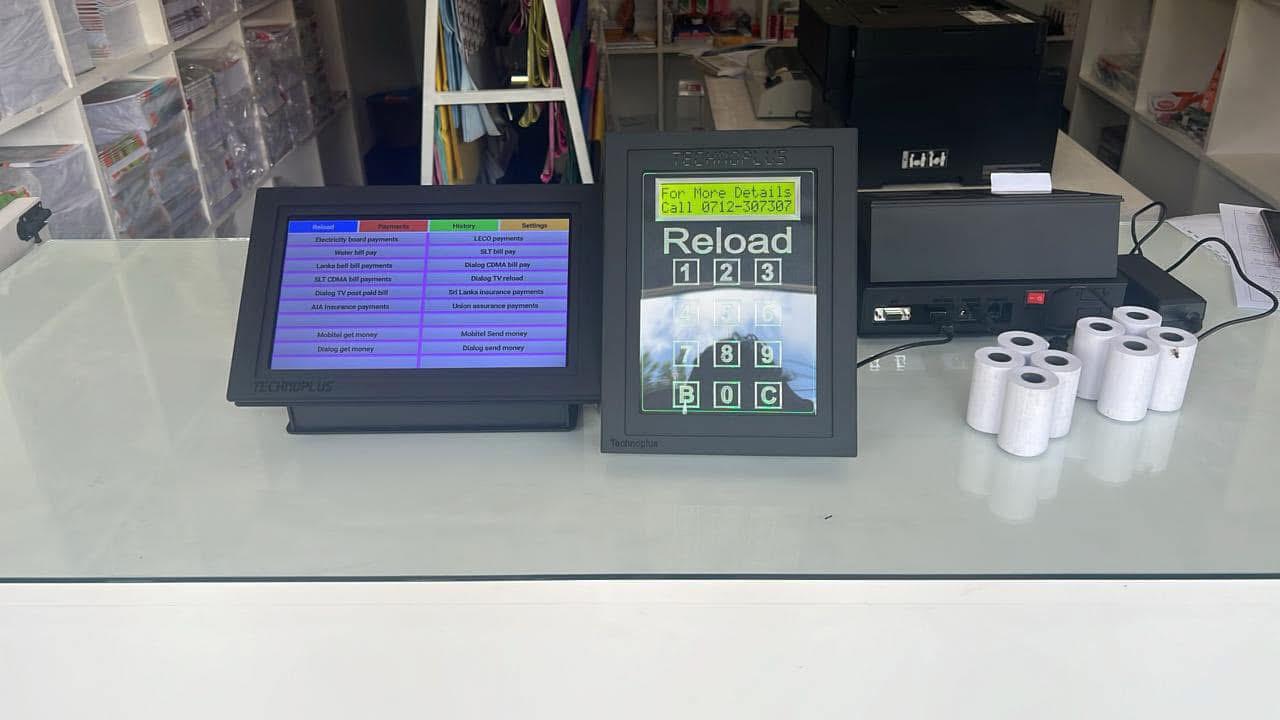 Reload Payments History Settings
Electricity board payments LECO payments
Water bill pay SLT bill pay
Lanka bell bill payments Dialog CDMA bill pay
SLT CDMA bill payments Dialog TV reload
Dialog TV post paid bill Sri Lanka insurance payments
AIA insurance payments Union assurance payments
Mobitel get money Mobitel Send money
Dialog get money Dialog send money
TECHNOPLUS
TECHNOPLUS
For More Details
Call 0712-307307
Reload
1 2 3
4 5 6
7 8 9
B 0 C
Technoplus